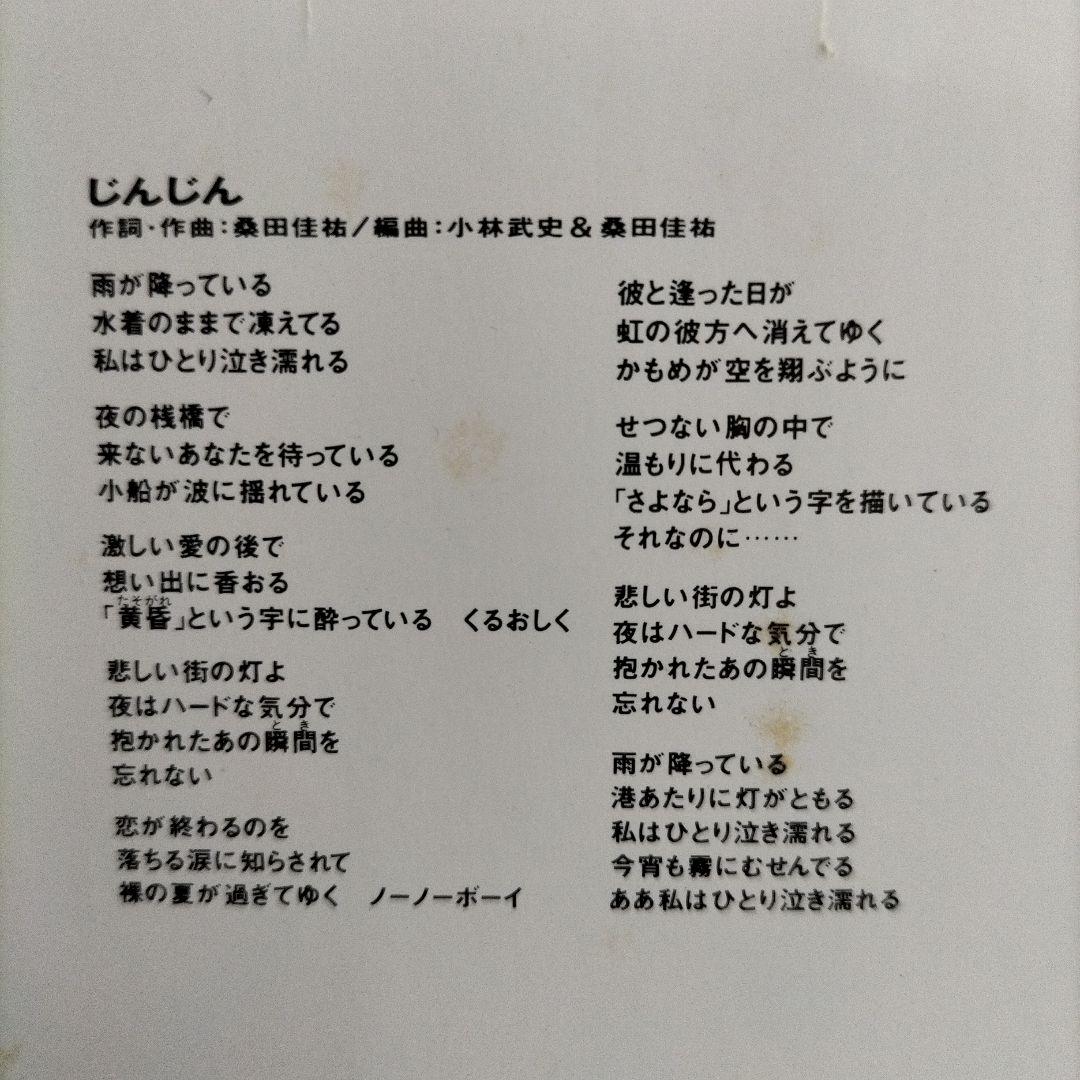 じんじん
作詞・作曲：桑田佳祐/編曲：小林武史&桑田佳祐
雨が降っている
水着のままで凍えてる
私はひとり泣き濡れる
夜の桟橋で
来ないあなたを待っている
小船が波に揺れている
激しい愛の後で
想い出に香おる
たそがれ
「黄昏」という字に酔っている　くるおしく
悲しい街の灯よ
夜はハードな気分で
とき
抱かれたあの瞬間を
忘れない
恋が終わるのを
落ちる涙に知らされて
裸の夏が過ぎてゆく　ノーノーボーイ
彼と逢った日が
虹の彼方へ消えてゆく
かもめが空を翔ぶように
せつない胸の中で
温もりに代わる
「さよなら」という字を描いている
それなのに……
悲しい街の灯よ
夜はハードな気分で
とき
抱かれたあの瞬間を
忘れない
雨が降っている
港あたりに灯がともる
私はひとり泣き濡れる
今宵も霧にむせんでる
ああ私はひとり泣き濡れる